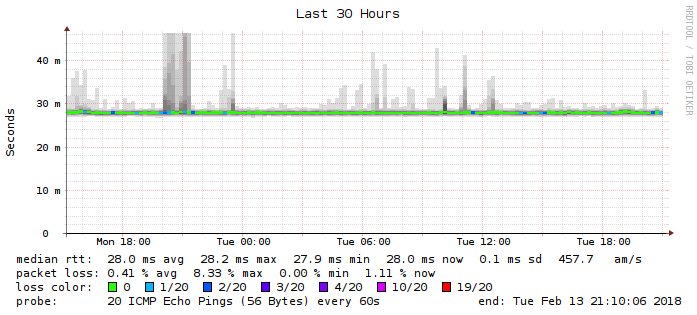 Last 30 Hours
RRDTOOL / TOBI OETIKER
Seconds
40 m
30 m
20 m
10 m
0
Mon 18:00 Tue 00:00 Tue 06:00 Tue 12:00 Tue 18:00
median rtt: 28.0 ms avg 28.2 ms max 27.9 ms min 28.0 ms now 0.1 ms sd 457.7 am/s
packet loss: 0.41 % avg 8.33 % max 0.00 % min 1.11 % now
loss color: 0 1/20 2/20 3/20 4/20 10/20 19/20
probe: 20 ICMP Echo Pings (56 Bytes) every 60s end: Tue Feb 13 21:10:06 2018